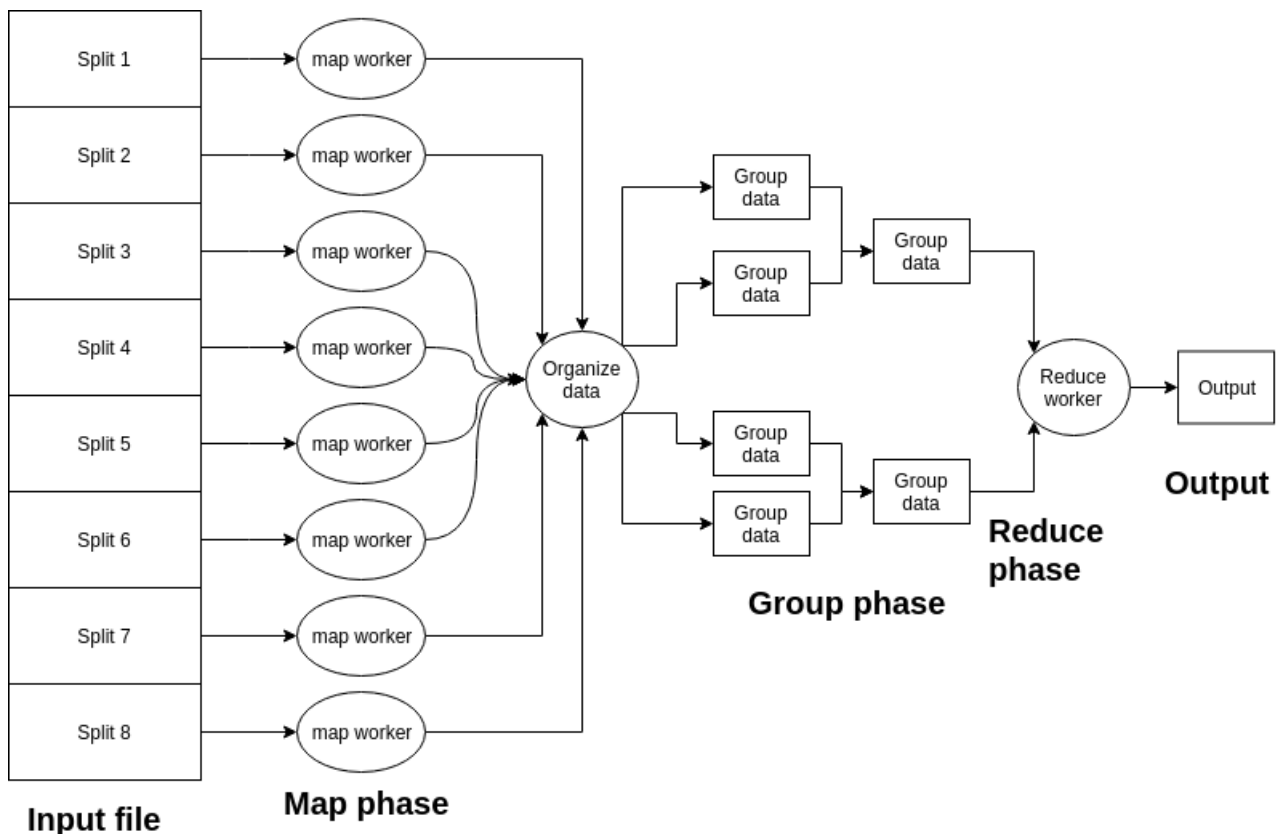 Split 1
map worker
Split 2
map worker
Split 3
map worker
Split 4
map worker
Split 5
map worker
Split 6
map worker
Split 7
map worker
Split 8
map worker
Input file
Map phase
Organize
data
Group
data
Group
data
Group
data
Group
data
Group
data
Group
data
Group phase
Reduce
worker
Reduce
phase
Output
Output